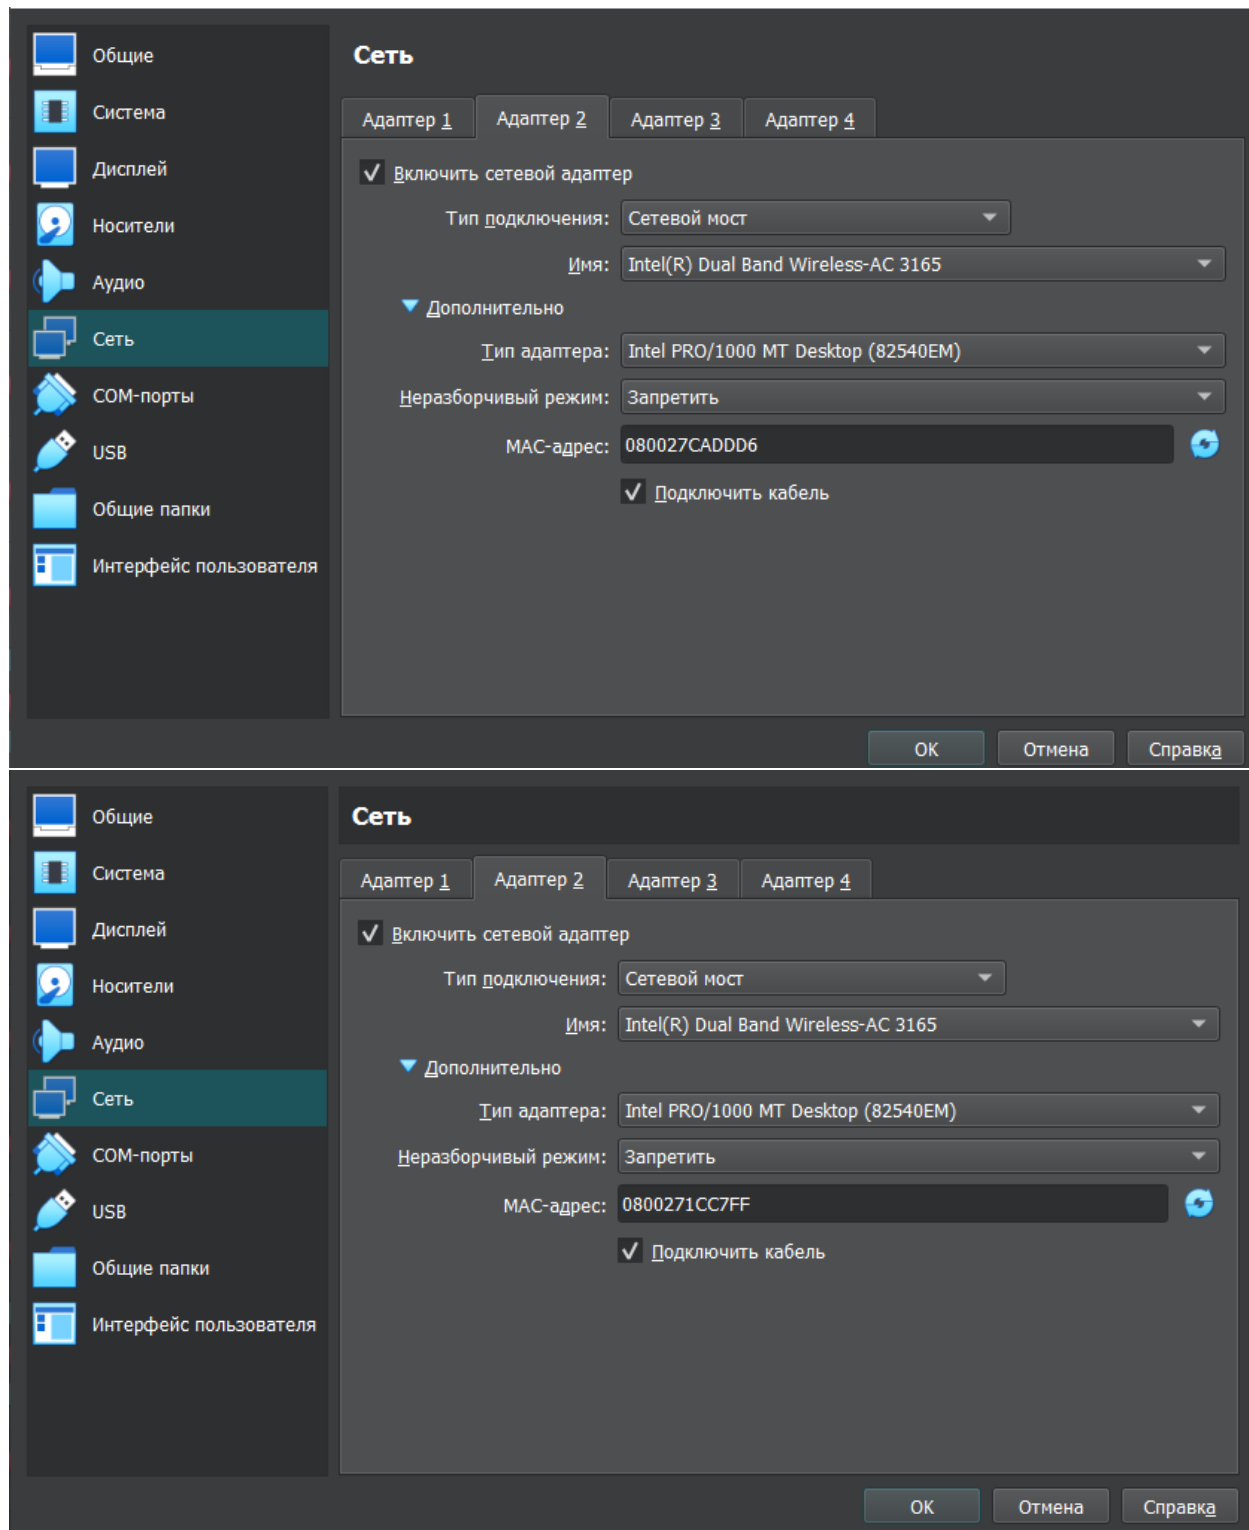 Общие
Система
Дисплей
Носители
Аудио
Сеть
COM-порты
USB
Общие папки
Интерфейс пользователя
Сеть
Адаптер 1 Адаптер 2 Адаптер 3 Адаптер 4
Включить сетевой адаптер
Тип подключения: Сетевой мост
Имя: Intel(R) Dual Band Wireless-AC 3165
Дополнительно
Тип адаптера: Intel PRO/1000 MT Desktop (82540EM)
Неразборчивый режим: Запретить
MAC-адрес: 080027CADDD6
Подключить кабель
OK Отмена Справка
Общие
Система
Дисплей
Носители
Аудио
Сеть
COM-порты
USB
Общие папки
Интерфейс пользователя
Сеть
Адаптер 1 Адаптер 2 Адаптер 3 Адаптер 4
Включить сетевой адаптер
Тип подключения: Сетевой мост
Имя: Intel(R) Dual Band Wireless-AC 3165
Дополнительно
Тип адаптера: Intel PRO/1000 MT Desktop (82540EM)
Неразборчивый режим: Запретить
MAC-адрес: 0800271CC7FF
Подключить кабель
OK Отмена Справка